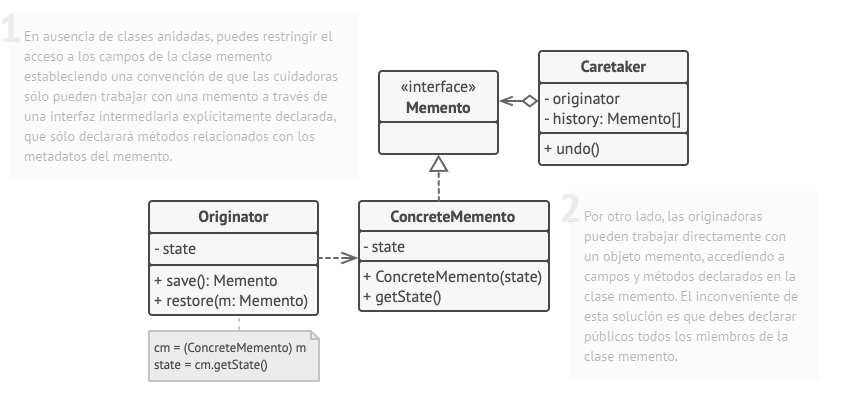 1
En ausencia de clases anidadas, puedes restringir el
acceso a los campos de la clase memento
estableciendo una convención de que las cuidadoras
sólo pueden trabajar con una memento a través de
una interfaz intermediaria explícitamente declarada,
que sólo declarará métodos relacionados con los
metadatos del memento.
«interface»
Memento
Caretaker
- originator
- history: Memento[]
+ undo()
Originator
- state
+ save(): Memento
+ restore(m: Memento)
cm = (ConcreteMemento) m
state = cm.getState()
ConcreteMemento
- state
+ ConcreteMemento(state)
+ getState()
2
Por otro lado, las originadoras
pueden trabajar directamente con
un objeto memento, accediendo a
campos y métodos declarados en la
clase memento. El inconveniente de
esta solución es que debes declarar
públicos todos los miembros de la
clase memento.